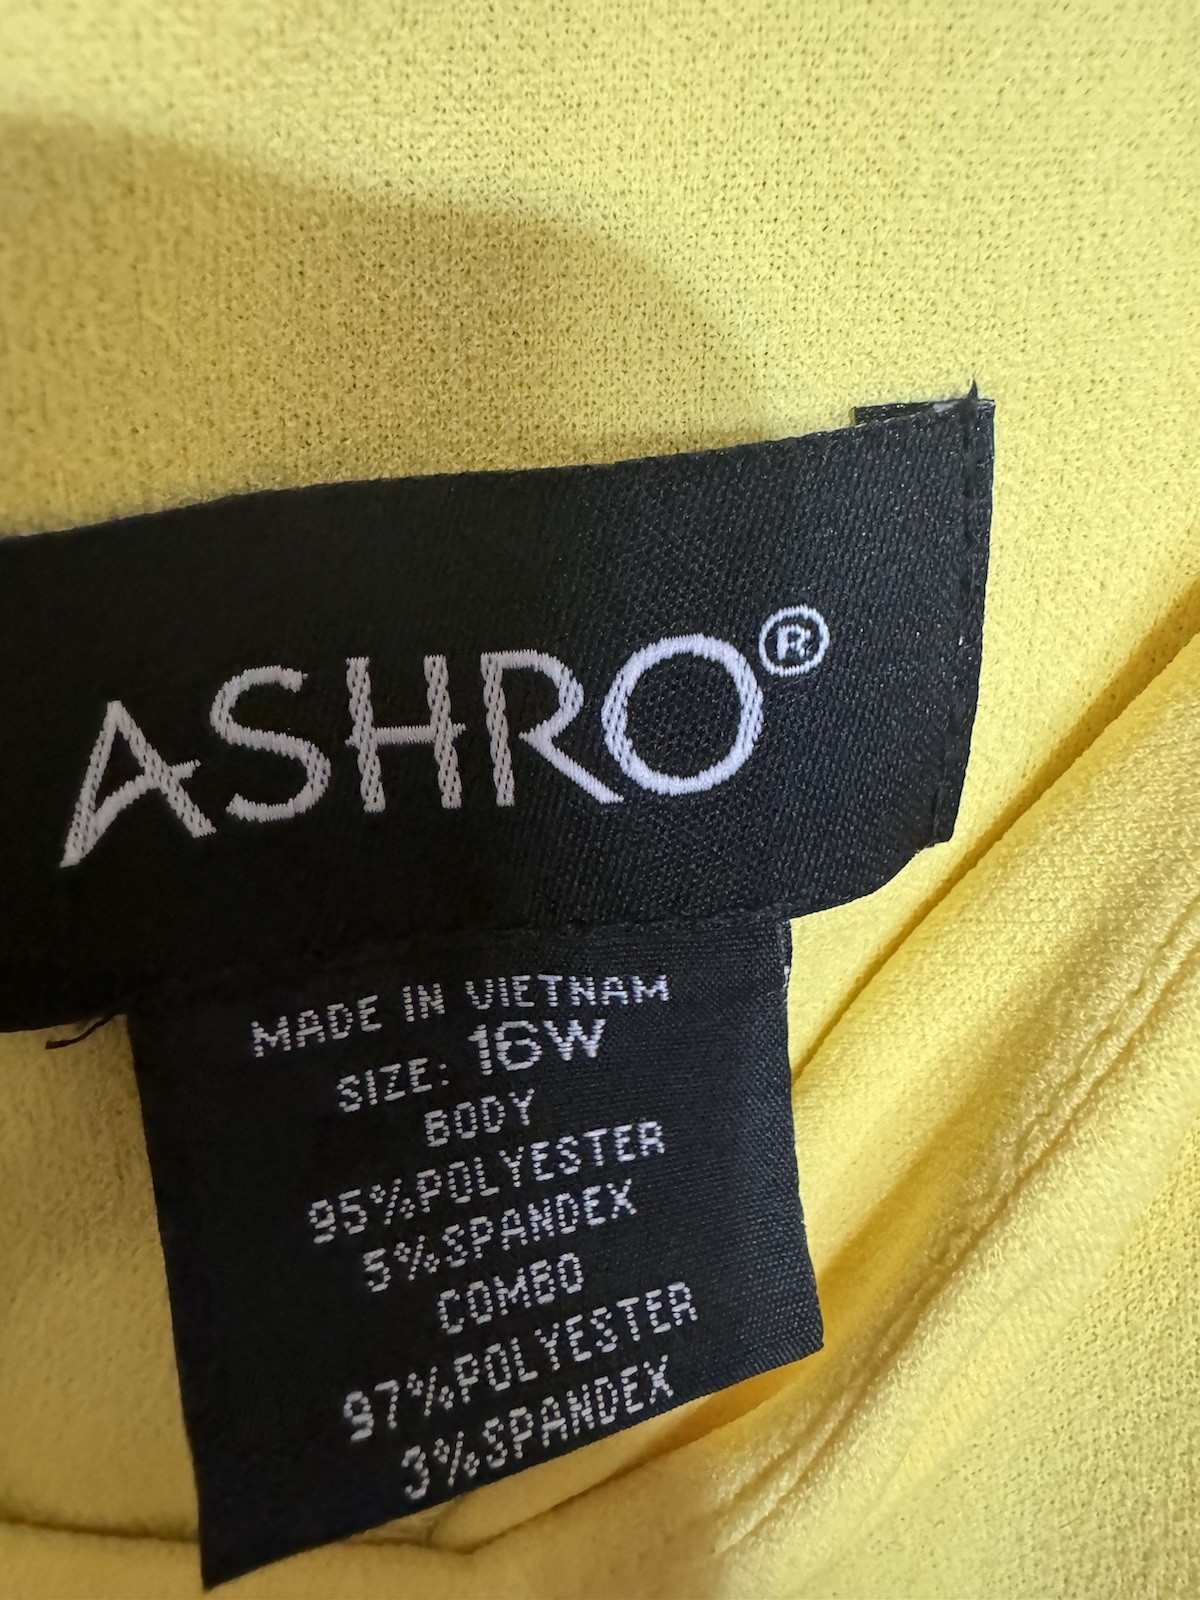 ASHRO®
MADE IN VIETNAM
SIZE: 16W
BODY
95%POLYESTER
5%SPANDEX
COMBO
97%POLYESTER
3%SPANDEX